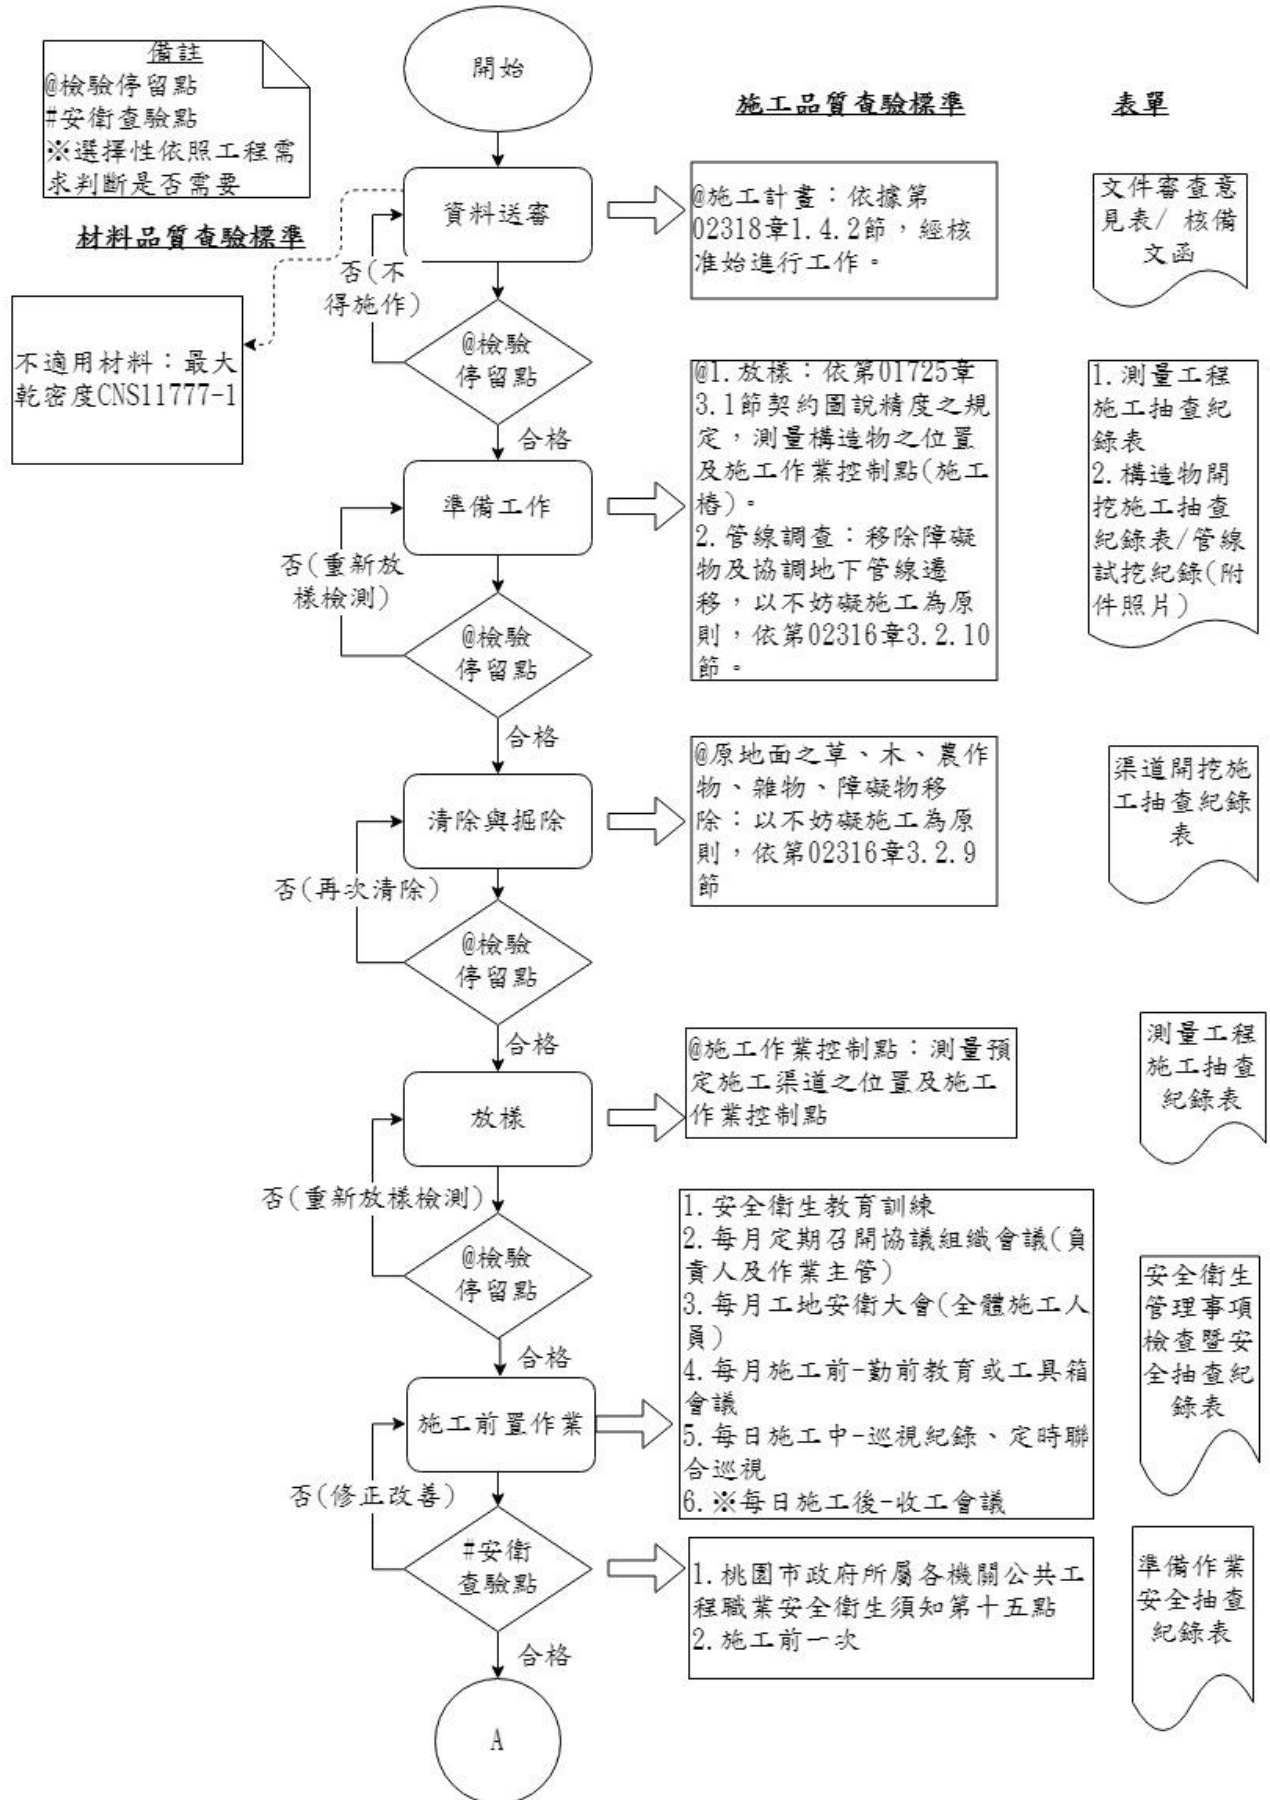 備註
@檢驗停留點
#安衛查驗點
※選擇性依照工程需
求判斷是否需要
開始
施工品質查驗標準
表單
材料品質查驗標準
資料送審
@施工計畫：依據第
02318章1.4.2節，經核
准始進行工作。
文件審查意
見表/ 核備
文函
否(不
得施作)
不適用材料：最大
乾密度CNS11777-1
@檢驗
停留點
合格
準備工作
@1.放樣：依第01725章
3.1節契約圖說精度之規
定，測量構造物之位置
及施工作業控制點(施工
樁)。
2.管線調查：移除障礙
物及協調地下管線遷
移，以不妨礙施工為原
則，依第02316章3.2.10
節。
1.測量工程
施工抽查紀
錄表
2.構造物開
挖施工抽查
紀錄表/管線
試挖紀錄(附
件照片)
否(重新放
樣檢測)
@檢驗
停留點
合格
清除與掘除
@原地面之草、木、農作
物、雜物、障礙物移
除：以不妨礙施工為原
則，依第02316章3.2.9
節
渠道開挖施
工抽查紀錄
表
否(再次清除)
@檢驗
停留點
合格
放樣
@施工作業控制點：測量預
定施工渠道之位置及施工
作業控制點
測量工程
施工抽查
紀錄表
否(重新放樣檢測)
@檢驗
停留點
合格
施工前置作業
1.安全衛生教育訓練
2.每月定期召開協議組織會議(負
責人及作業主管)
3.每月工地安衛大會(全體施工人
員)
4.每月施工前-勤前教育或工具箱
會議
5.每日施工中-巡視紀錄、定時聯
合巡視
6.※每日施工後-收工會議
安全衛生
管理事項
檢查暨安
全抽查紀
錄表
否(修正改善)
#安衛
查驗點
1.桃園市政府所屬各機關公共工
程職業安全衛生須知第十五點
2.施工前一次
準備作業
安全抽查
紀錄表
合格
A